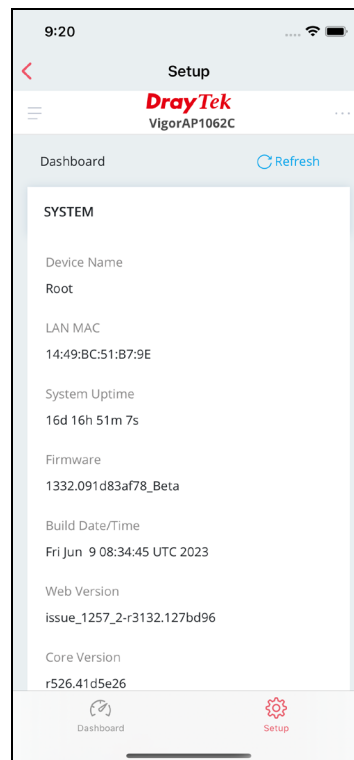 9:20
Setup
DrayTek
VigorAP1062C
Dashboard
Refresh
SYSTEM
Device Name
Root
LAN MAC
14:49:BC:51:B7:9E
System Uptime
16d 16h 51m 7s
Firmware
1332.091d83af78_Beta
Build Date/Time
Fri Jun  9 08:34:45 UTC 2023
Web Version
issue_1257_2-r3132.127bd96
Core Version
r526.41d5e26
Dashboard
Setup